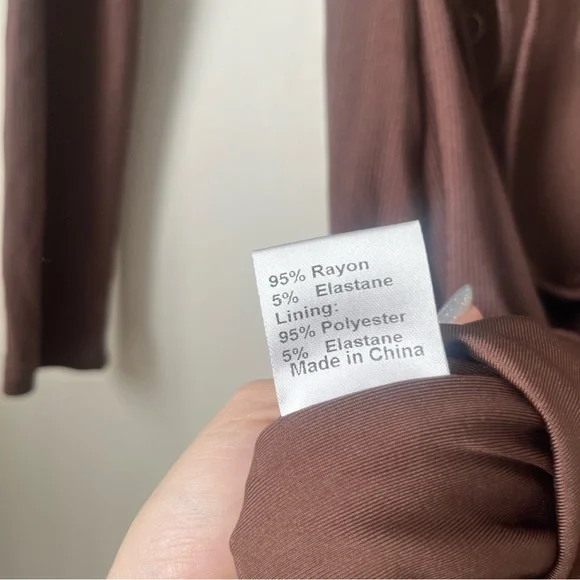 95% Rayon
5% Elastane
Lining:
95% Polyester
5% Elastane
Made in China